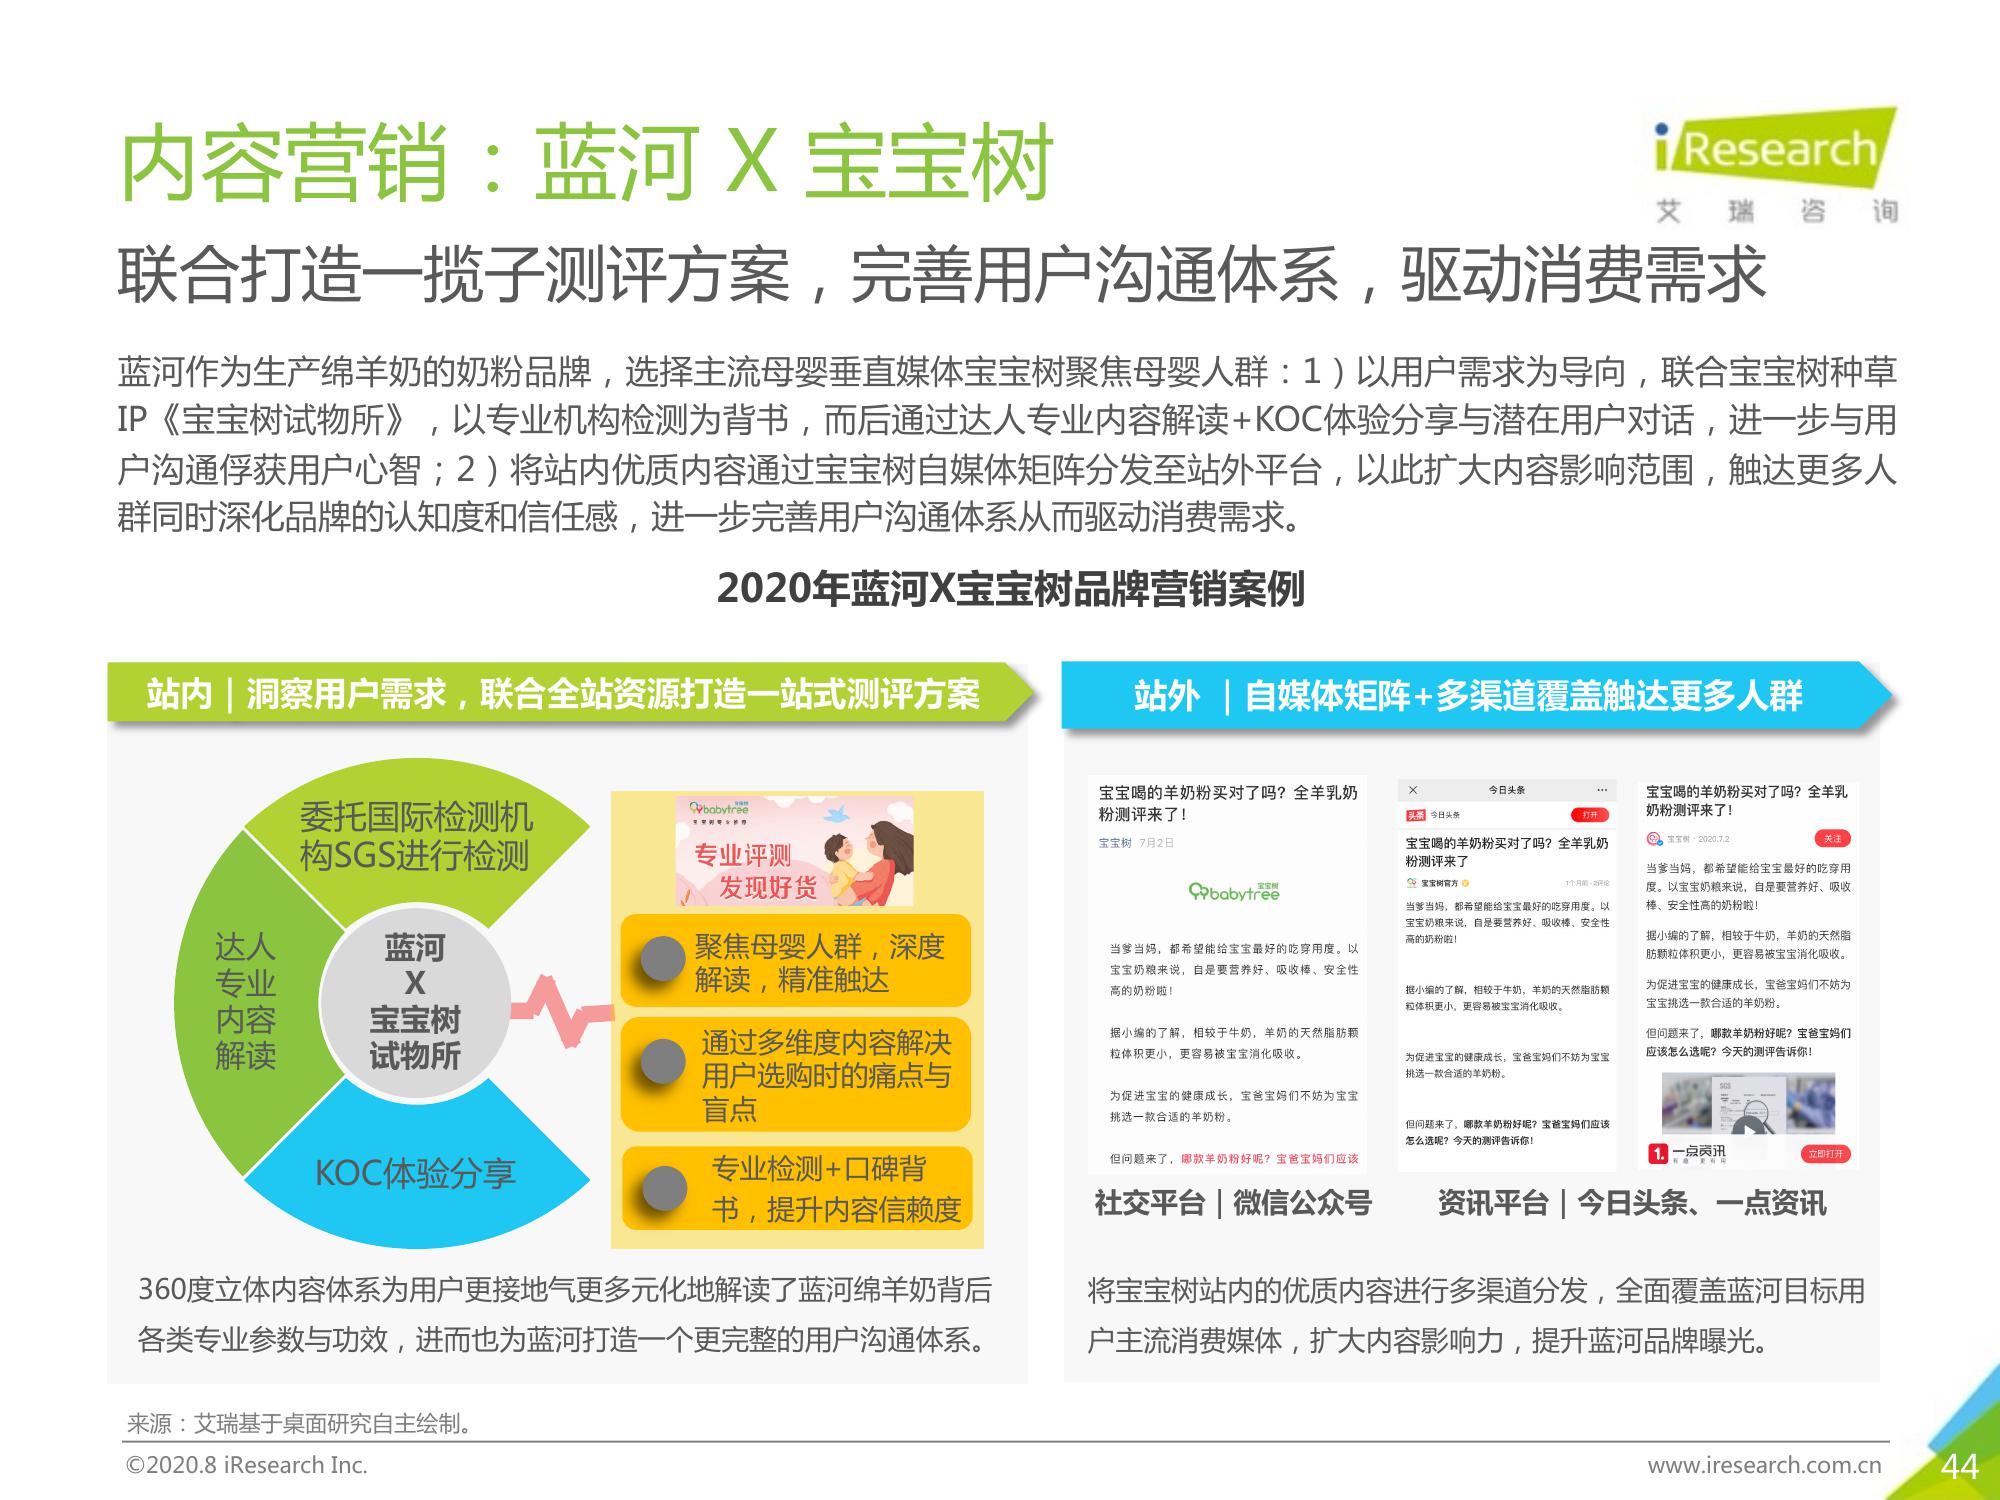 内容营销：蓝河 X 宝宝树
iResearch
艾 瑞 咨 询
联合打造一揽子测评方案，完善用户沟通体系，驱动消费需求
蓝河作为生产绵羊奶的奶粉品牌，选择主流母婴垂直媒体宝宝树聚焦母婴人群：1）以用户需求为导向，联合宝宝树种草
IP《宝宝树试物所》，以专业机构检测为背书，而后通过达人专业内容解读+KOC体验分享与潜在用户对话，进一步与用
户沟通俘获用户心智；2）将站内优质内容通过宝宝树自媒体矩阵分发至站外平台，以此扩大内容影响范围，触达更多人
群同时深化品牌的认知度和信任感，进一步完善用户沟通体系从而驱动消费需求。
2020年蓝河X宝宝树品牌营销案例
站内｜洞察用户需求，联合全站资源打造一站式测评方案
委托国际检测机
构SGS进行检测
达人
专业
内容
解读
蓝河
X
宝宝树
试物所
KOC体验分享
宝宝树
babytree
专业评测
发现好货
聚焦母婴人群，深度
解读，精准触达
通过多维度内容解决
用户选购时的痛点与
盲点
专业检测+口碑背
书，提升内容信赖度
360度立体内容体系为用户更接地气更多元化地解读了蓝河绵羊奶背后
各类专业参数与功效，进而也为蓝河打造一个更完整的用户沟通体系。
站外 ｜自媒体矩阵+多渠道覆盖触达更多人群
宝宝喝的羊奶粉买对了吗？全羊乳奶
粉测评来了！
宝宝树 7月2日
宝宝树
babytree
当爹当妈，都希望能给宝宝最好的吃穿用度。以
宝宝奶粮来说，自是要营养好、吸收棒、安全性
高的奶粉啦！
据小编的了解，相较于牛奶，羊奶的天然脂肪颗
粒体积更小，更容易被宝宝消化吸收。
为促进宝宝的健康成长，宝爸宝妈们不妨为宝宝
挑选一款合适的羊奶粉。
但问题来了，哪款羊奶粉好呢？宝爸宝妈们应该
今日头条
头条 今日头条 打开
宝宝喝的羊奶粉买对了吗？全羊乳奶
粉测评来了
宝宝树官方 1个月前·2评论
当爹当妈，都希望能给宝宝最好的吃穿用度。以
宝宝奶粮来说，自是要营养好、吸收棒、安全性
高的奶粉啦！
据小编的了解，相较于牛奶，羊奶的天然脂肪颗
粒体积更小，更容易被宝宝消化吸收。
为促进宝宝的健康成长，宝爸宝妈们不妨为宝宝
挑选一款合适的羊奶粉。
但问题来了，哪款羊奶粉好呢？宝爸宝妈们应该
怎么选呢？今天的测评告诉你！
宝宝喝的羊奶粉买对了吗？全羊乳
奶粉测评来了！
宝宝树 · 2020.7.2 关注
当爹当妈，都希望能给宝宝最好的吃穿用
度。以宝宝奶粮来说，自是要营养好、吸收
棒、安全性高的奶粉啦！
据小编的了解，相较于牛奶，羊奶的天然脂
肪颗粒体积更小，更容易被宝宝消化吸收。
为促进宝宝的健康成长，宝爸宝妈们不妨为
宝宝挑选一款合适的羊奶粉。
但问题来了，哪款羊奶粉好呢？宝爸宝妈们
应该怎么选呢？今天的测评告诉你！
SGS
1. 一点资讯
有 趣 更 有 用
立即打开
社交平台｜微信公众号
资讯平台｜今日头条、一点资讯
将宝宝树站内的优质内容进行多渠道分发，全面覆盖蓝河目标用
户主流消费媒体，扩大内容影响力，提升蓝河品牌曝光。
来源：艾瑞基于桌面研究自主绘制。
©2020.8 iResearch Inc.
www.iresearch.com.cn
44